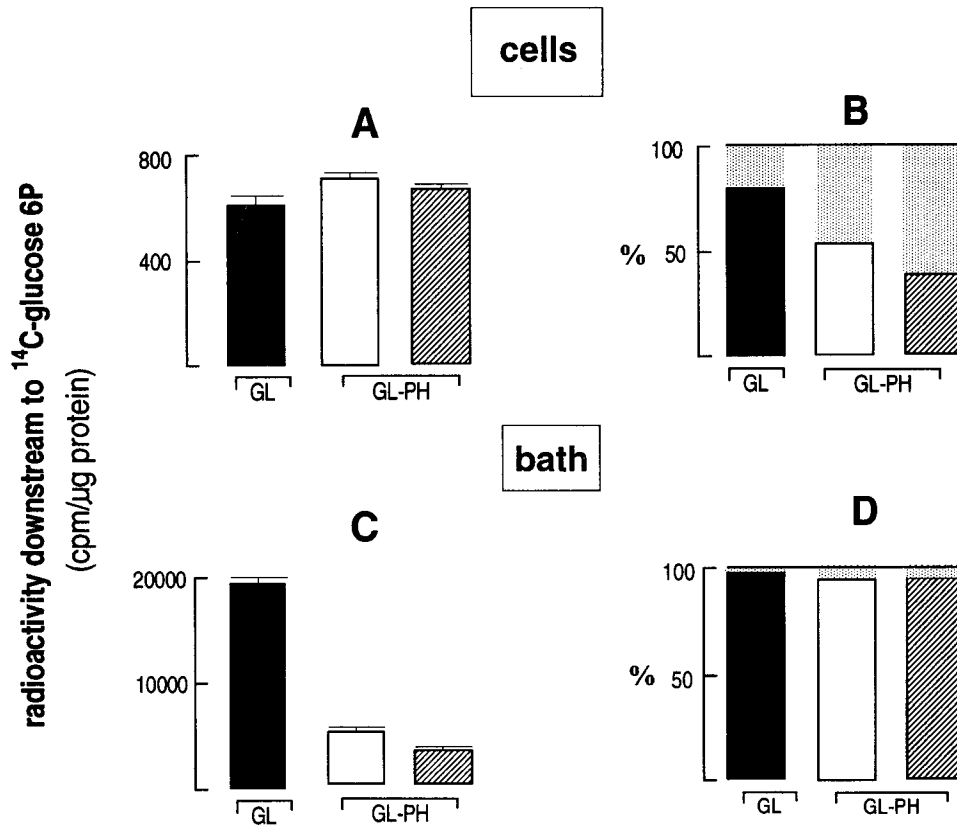 cells
radioactivity downstream to ¹⁴C-glucose 6P
(cpm/µg protein)
A
800
400
GL
GL-PH
B
100
% 50
GL
GL-PH
bath
C
20000
10000
GL
GL-PH
D
100
% 50
GL
GL-PH